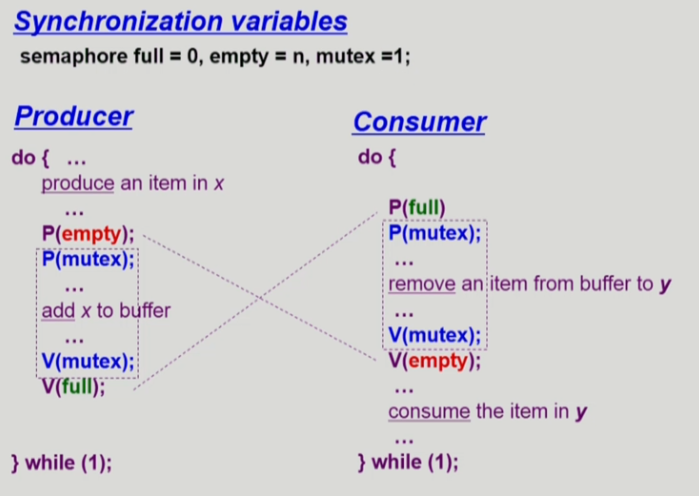 Synchronization variables
semaphore full = 0, empty = n, mutex =1;
Producer
do { ...
produce an item in x
...
P(empty);
P(mutex);
...
add x to buffer
...
V(mutex);
V(full);
} while (1);
Consumer
do {
P(full)
P(mutex);
...
remove an item from buffer to y
...
V(mutex);
V(empty);
...
consume the item in y
...
} while (1);